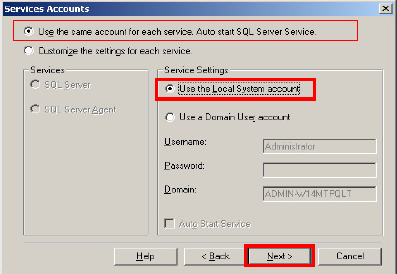 Services Accounts
Use the same account for each service. Auto start SQL Server Service.
Customize the settings for each service.
Services
SQL Server
SQL Server Agent
Service Settings
Use the Local System account
Use a Domain User account
Username:
Administrator
Password:
Domain:
ADMIN-W14MTPQLT
Auto Start Service
Help
< Back
Next >
Cancel